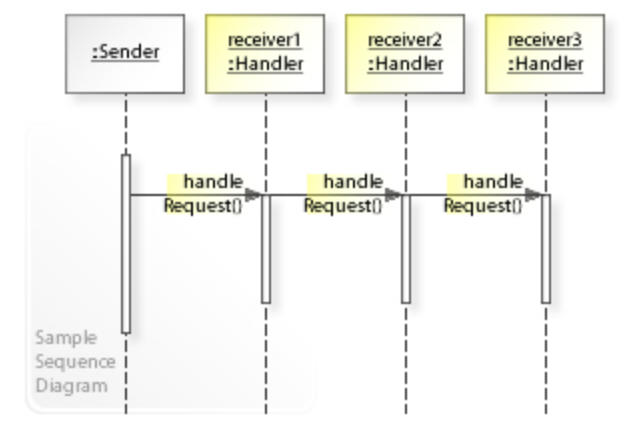 :Sender
receiver1
:Handler
receiver2
:Handler
receiver3
:Handler
handle
Request()
handle
Request()
handle
Request()
Sample
Sequence
Diagram